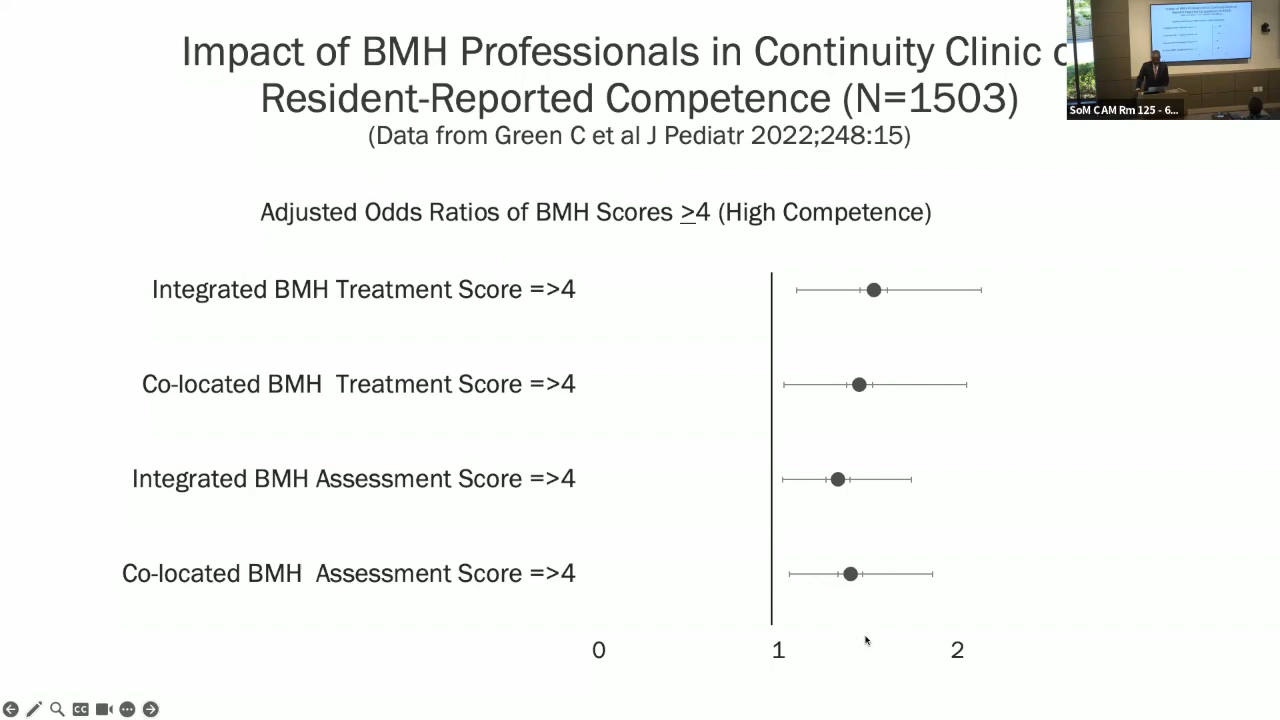 Impact of BMH Professionals in Continuity Clinic
Resident-Reported Competence (N=1503)
(Data from Green C et al J Pediatr 2022;248:15)
SoM CAM Rm 125 - 6...
Adjusted Odds Ratios of BMH Scores >4 (High Competence)
Integrated BMH Treatment Score =>4
Co-located BMH Treatment Score =>4
Integrated BMH Assessment Score =>4
Co-located BMH Assessment Score =>4
0 1 2
CC